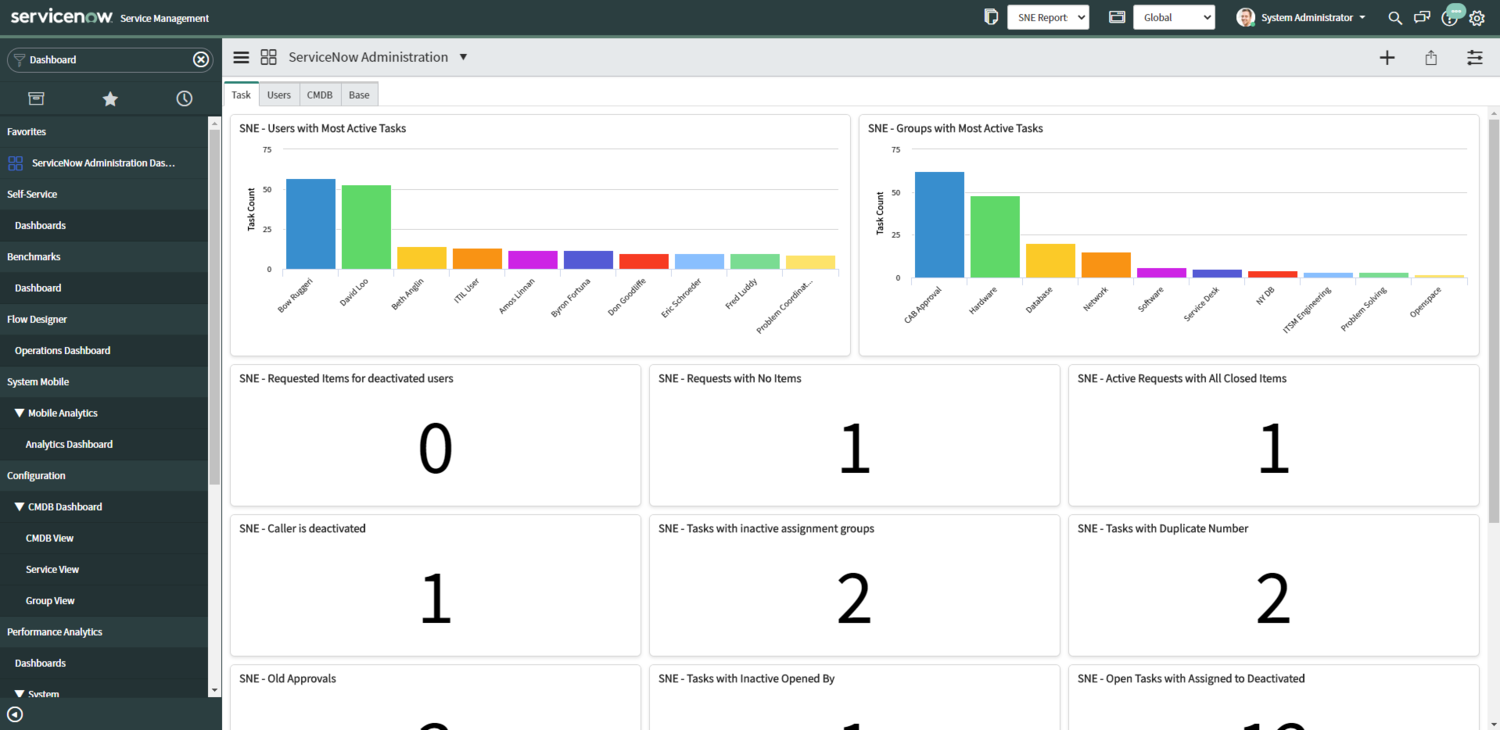 servicenow Service Management
SNE Report
Global
System Administrator
Dashboard
ServiceNow Administration
Task
Users
CMDB
Base
Favorites
ServiceNow Administration Das...
Self-Service
Dashboards
Benchmarks
Dashboard
Flow Designer
Operations Dashboard
System Mobile
Mobile Analytics
Analytics Dashboard
Configuration
CMDB Dashboard
CMDB View
Service View
Group View
Performance Analytics
Dashboards
System
SNE - Users with Most Active Tasks
Task Count
75
50
25
0
Bow Ruggeri
David Loo
Beth Anglin
ITIL User
Amos Linnan
Byron Fortuna
Don Goodliffe
Eric Schroeder
Fred Luddy
Problem Coordinat...
SNE - Groups with Most Active Tasks
Task Count
75
50
25
0
CAB Approval
Hardware
Database
Network
Software
Service Desk
NY DB
ITSM Engineering
Problem Solving
Openspace
SNE - Requested Items for deactivated users
0
SNE - Requests with No Items
1
SNE - Active Requests with All Closed Items
1
SNE - Caller is deactivated
1
SNE - Tasks with inactive assignment groups
2
SNE - Tasks with Duplicate Number
2
SNE - Old Approvals
SNE - Tasks with Inactive Opened By
SNE - Open Tasks with Assigned to Deactivated